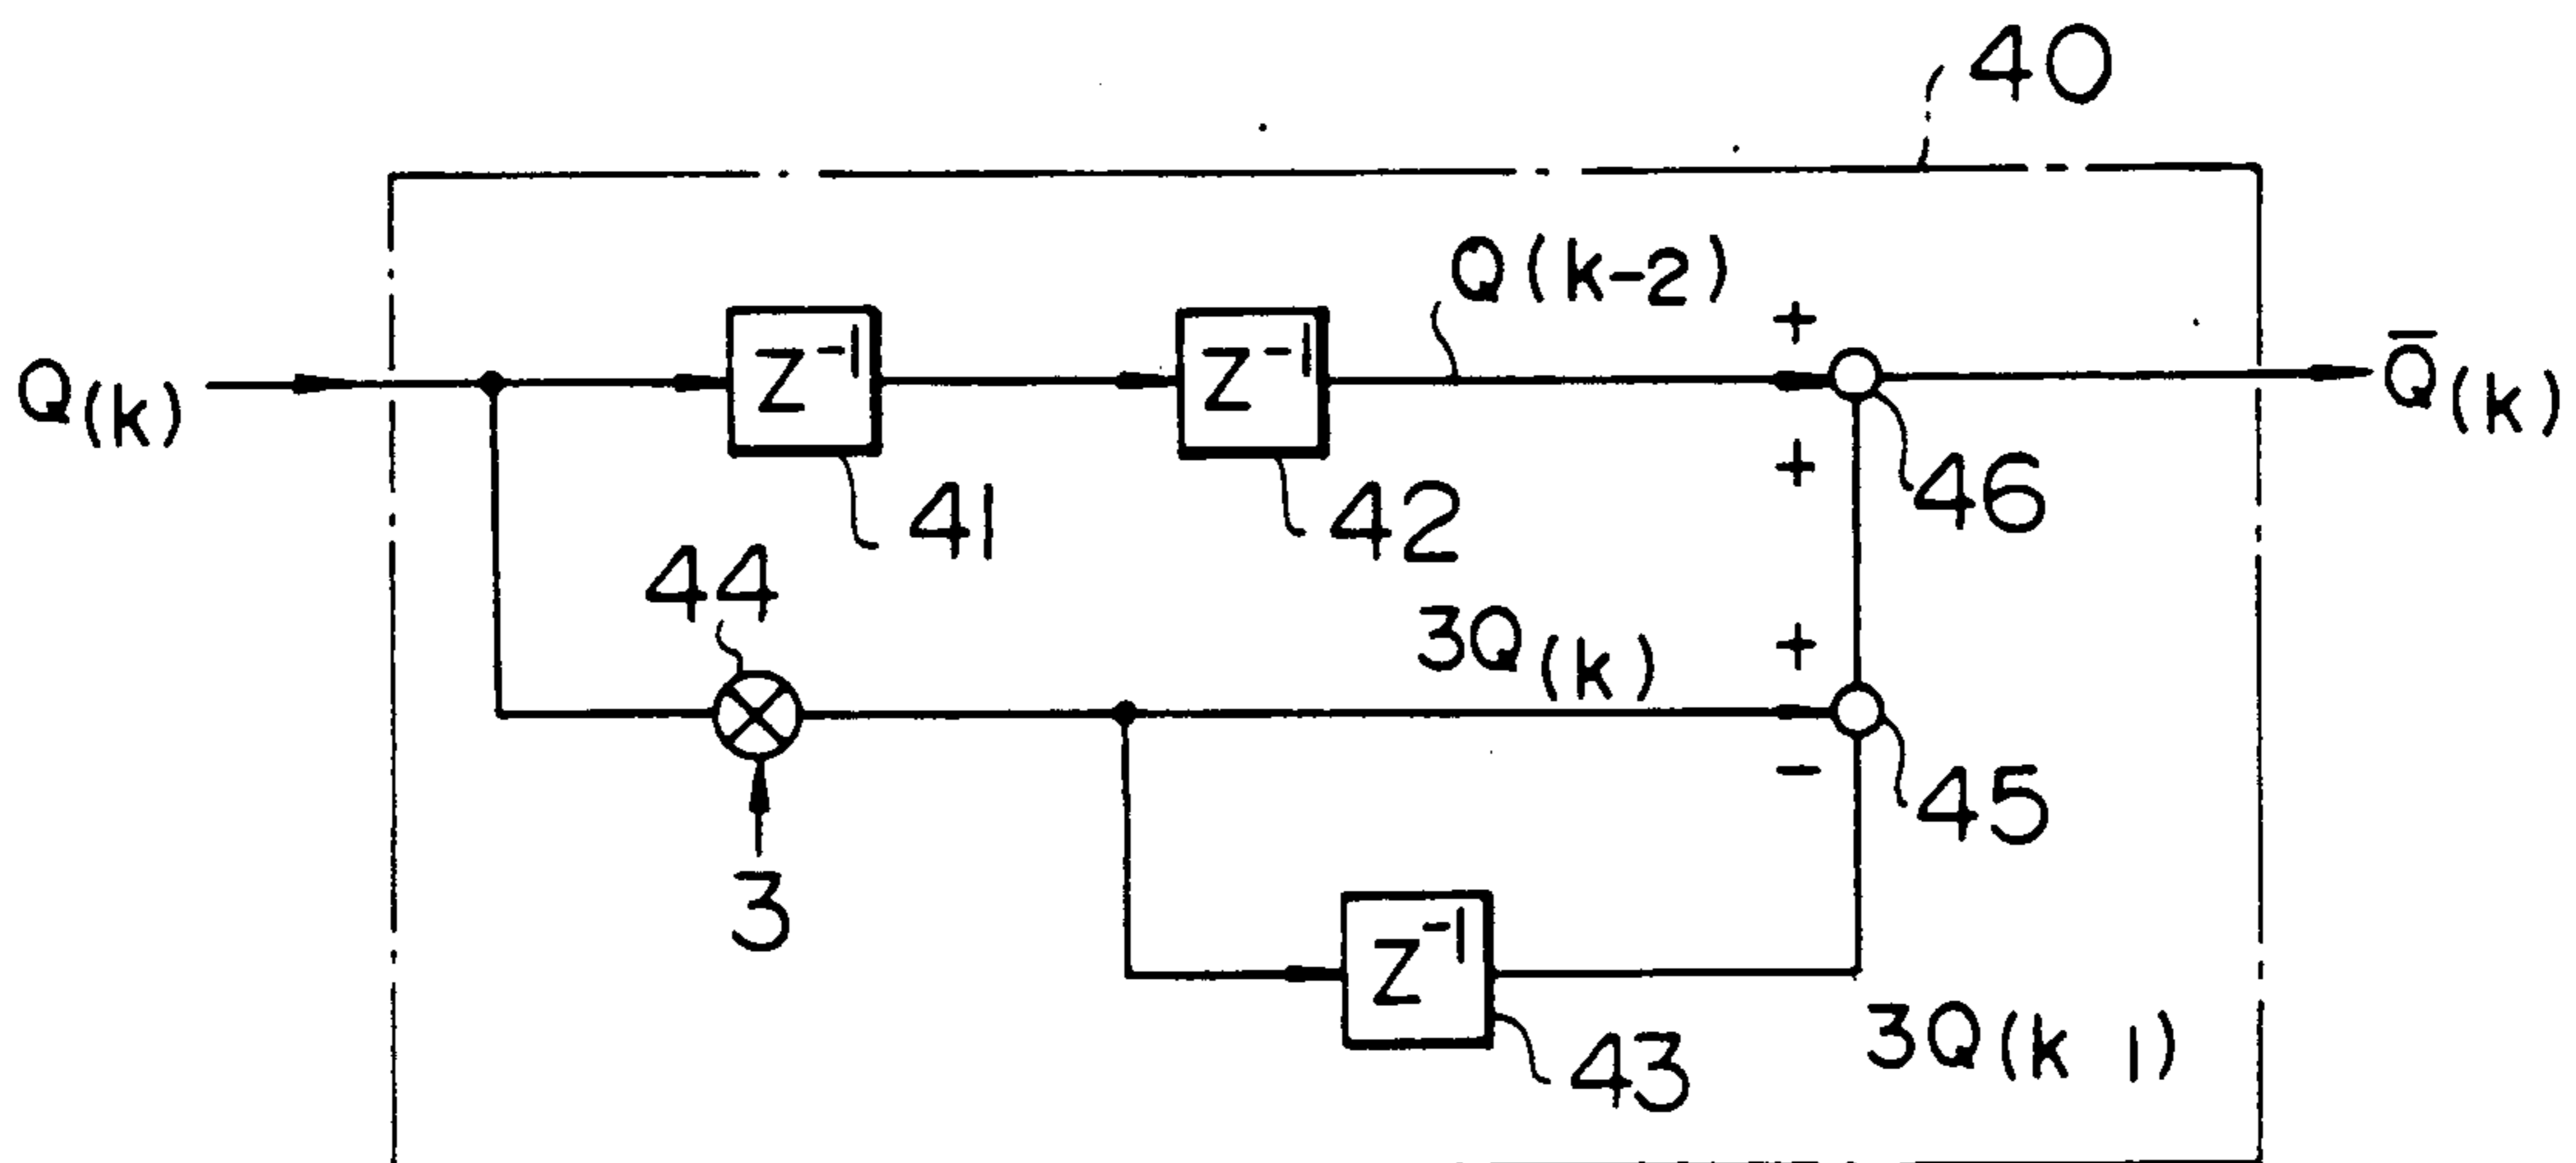 40
Q(k-2)
+
Q(k)
Z⁻¹
Z⁻¹
Q̄(k)
+
46
41
42
44
3Q(k)
+
-
45
3
Z⁻¹
3Q(k 1)
43